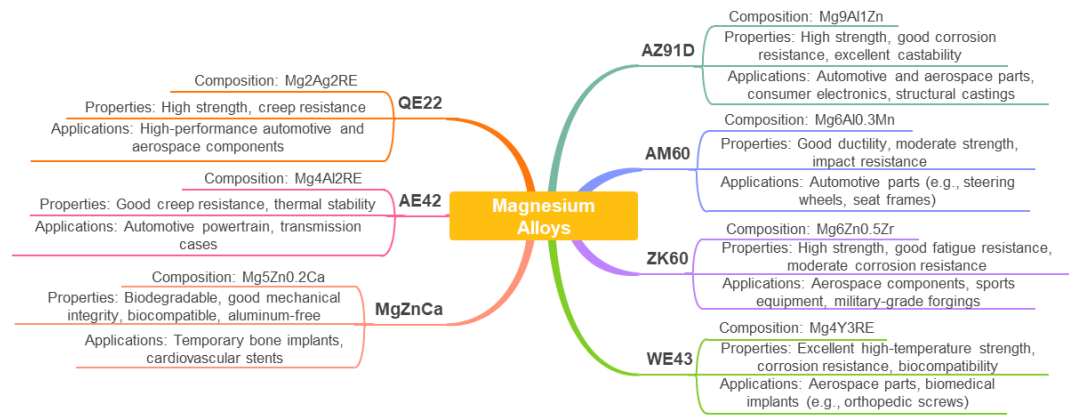 Magnesium
Alloys
AZ91D
Composition: Mg9Al1Zn
Properties: High strength, good corrosion
resistance, excellent castability
Applications: Automotive and aerospace parts,
consumer electronics, structural castings
AM60
Composition: Mg6Al0.3Mn
Properties: Good ductility, moderate strength,
impact resistance
Applications: Automotive parts (e.g., steering
wheels, seat frames)
ZK60
Composition: Mg6Zn0.5Zr
Properties: High strength, good fatigue resistance,
moderate corrosion resistance
Applications: Aerospace components, sports
equipment, military-grade forgings
WE43
Composition: Mg4Y3RE
Properties: Excellent high-temperature strength,
corrosion resistance, biocompatibility
Applications: Aerospace parts, biomedical
implants (e.g., orthopedic screws)
QE22
Composition: Mg2Ag2RE
Properties: High strength, creep resistance
Applications: High-performance automotive and
aerospace components
AE42
Composition: Mg4Al2RE
Properties: Good creep resistance, thermal stability
Applications: Automotive powertrain, transmission
cases
MgZnCa
Composition: Mg5Zn0.2Ca
Properties: Biodegradable, good mechanical
integrity, biocompatible, aluminum-free
Applications: Temporary bone implants,
cardiovascular stents